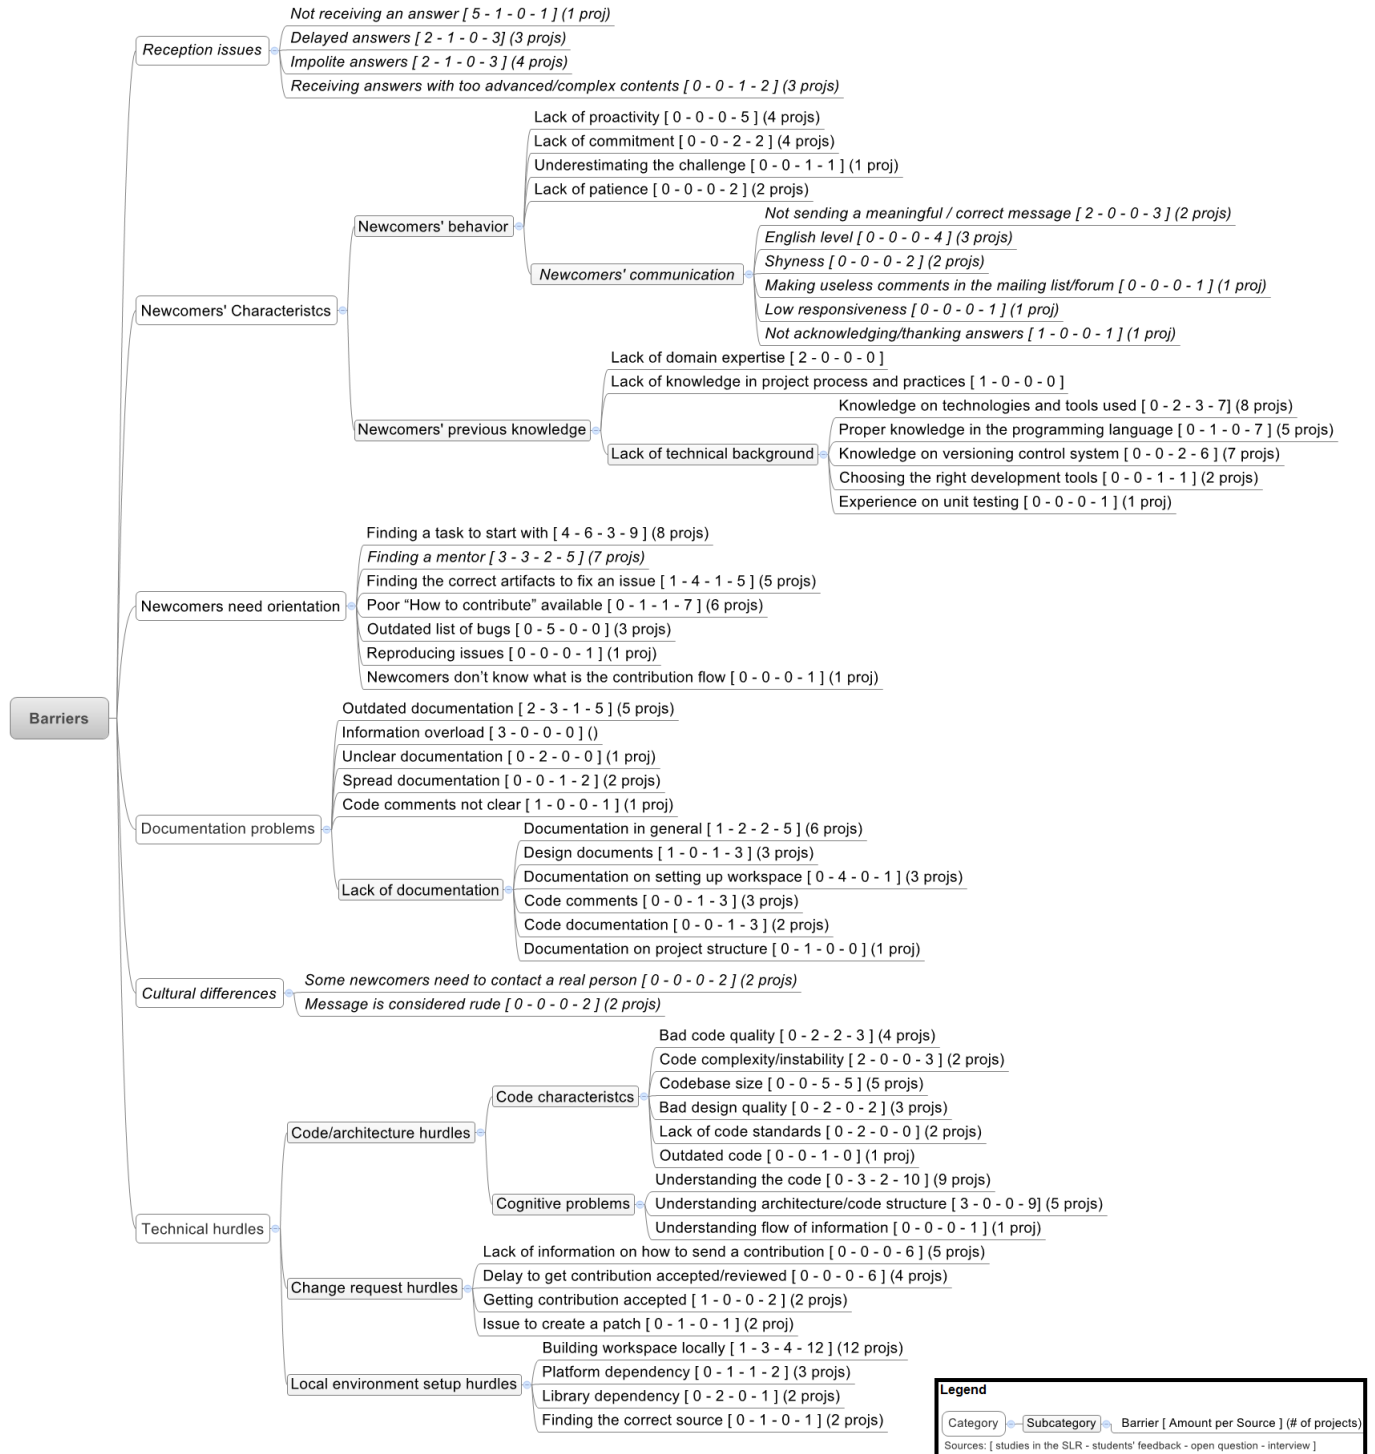 Not receiving an answer [ 5 - 1 - 0 - 1 ] (1 proj)
Delayed answers [ 2 - 1 - 0 - 3] (3 projs)
Reception issues
Impolite answers [ 2 - 1 - 0 - 3 ] (4 projs)
Receiving answers with too advanced/complex contents [ 0 - 0 - 1 - 2 ] (3 projs)
Lack of proactivity [ 0 - 0 - 0 - 5 ] (4 projs)
Lack of commitment [ 0 - 0 - 2 - 2 ] (4 projs)
Underestimating the challenge [ 0 - 0 - 1 - 1 ] (1 proj)
Lack of patience [ 0 - 0 - 0 - 2 ] (2 projs)
Newcomers' behavior
Not sending a meaningful / correct message [ 2 - 0 - 0 - 3 ] (2 projs)
English level [ 0 - 0 - 0 - 4 ] (3 projs)
Shyness [ 0 - 0 - 0 - 2 ] (2 projs)
Newcomers' communication
Making useless comments in the mailing list/forum [ 0 - 0 - 0 - 1 ] (1 proj)
Low responsiveness [ 0 - 0 - 0 - 1 ] (1 proj)
Not acknowledging/thanking answers [ 1 - 0 - 0 - 1 ] (1 proj)
Newcomers' Characteristcs
Lack of domain expertise [ 2 - 0 - 0 - 0 ]
Lack of knowledge in project process and practices [ 1 - 0 - 0 - 0 ]
Newcomers' previous knowledge
Knowledge on technologies and tools used [ 0 - 2 - 3 - 7] (8 projs)
Proper knowledge in the programming language [ 0 - 1 - 0 - 7 ] (5 projs)
Lack of technical background
Knowledge on versioning control system [ 0 - 0 - 2 - 6 ] (7 projs)
Choosing the right development tools [ 0 - 0 - 1 - 1 ] (2 projs)
Experience on unit testing [ 0 - 0 - 0 - 1 ] (1 proj)
Finding a task to start with [ 4 - 6 - 3 - 9 ] (8 projs)
Finding a mentor [ 3 - 3 - 2 - 5 ] (7 projs)
Finding the correct artifacts to fix an issue [ 1 - 4 - 1 - 5 ] (5 projs)
Newcomers need orientation
Poor “How to contribute” available [ 0 - 1 - 1 - 7 ] (6 projs)
Outdated list of bugs [ 0 - 5 - 0 - 0 ] (3 projs)
Reproducing issues [ 0 - 0 - 0 - 1 ] (1 proj)
Newcomers don’t know what is the contribution flow [ 0 - 0 - 0 - 1 ] (1 proj)
Barriers
Outdated documentation [ 2 - 3 - 1 - 5 ] (5 projs)
Information overload [ 3 - 0 - 0 - 0 ] ()
Unclear documentation [ 0 - 2 - 0 - 0 ] (1 proj)
Spread documentation [ 0 - 0 - 1 - 2 ] (2 projs)
Code comments not clear [ 1 - 0 - 0 - 1 ] (1 proj)
Documentation problems
Documentation in general [ 1 - 2 - 2 - 5 ] (6 projs)
Design documents [ 1 - 0 - 1 - 3 ] (3 projs)
Documentation on setting up workspace [ 0 - 4 - 0 - 1 ] (3 projs)
Lack of documentation
Code comments [ 0 - 0 - 1 - 3 ] (3 projs)
Code documentation [ 0 - 0 - 1 - 3 ] (2 projs)
Documentation on project structure [ 0 - 1 - 0 - 0 ] (1 proj)
Cultural differences
Some newcomers need to contact a real person [ 0 - 0 - 0 - 2 ] (2 projs)
Message is considered rude [ 0 - 0 - 0 - 2 ] (2 projs)
Bad code quality [ 0 - 2 - 2 - 3 ] (4 projs)
Code complexity/instability [ 2 - 0 - 0 - 3 ] (2 projs)
Codebase size [ 0 - 0 - 5 - 5 ] (5 projs)
Code characteristcs
Bad design quality [ 0 - 2 - 0 - 2 ] (3 projs)
Lack of code standards [ 0 - 2 - 0 - 0 ] (2 projs)
Outdated code [ 0 - 0 - 1 - 0 ] (1 proj)
Code/architecture hurdles
Understanding the code [ 0 - 3 - 2 - 10 ] (9 projs)
Cognitive problems
Understanding architecture/code structure [ 3 - 0 - 0 - 9] (5 projs)
Understanding flow of information [ 0 - 0 - 0 - 1 ] (1 proj)
Technical hurdles
Lack of information on how to send a contribution [ 0 - 0 - 0 - 6 ] (5 projs)
Delay to get contribution accepted/reviewed [ 0 - 0 - 0 - 6 ] (4 projs)
Change request hurdles
Getting contribution accepted [ 1 - 0 - 0 - 2 ] (2 projs)
Issue to create a patch [ 0 - 1 - 0 - 1 ] (2 proj)
Building workspace locally [ 1 - 3 - 4 - 12 ] (12 projs)
Platform dependency [ 0 - 1 - 1 - 2 ] (3 projs)
Local environment setup hurdles
Library dependency [ 0 - 2 - 0 - 1 ] (2 projs)
Finding the correct source [ 0 - 1 - 0 - 1 ] (2 projs)
Legend
Category
Subcategory
Barrier [ Amount per Source ] (# of projects)
Sources: [ studies in the SLR - students' feedback - open question - interview ]